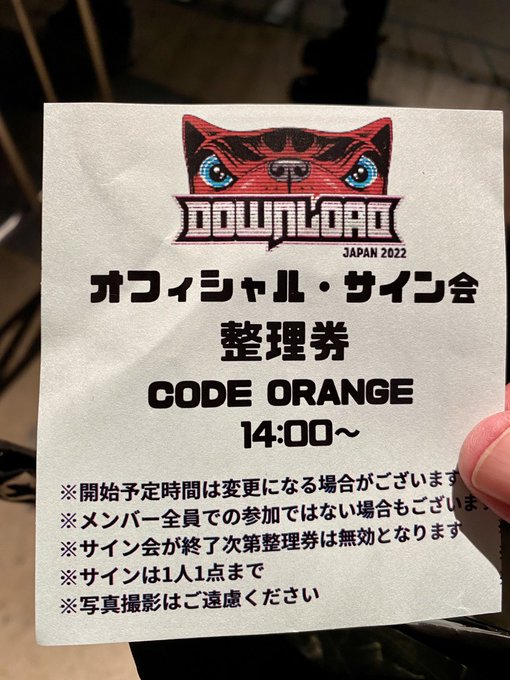 DOWNLOAD
JAPAN 2022
オフィシャル・サイン会
整理券
CODE ORANGE
14:00〜
※開始予定時間は変更になる場合がございます
※メンバー全員での参加ではない場合もございます
※サイン会が終了次第整理券は無効となります
※サインは1人1点まで
※写真撮影はご遠慮ください